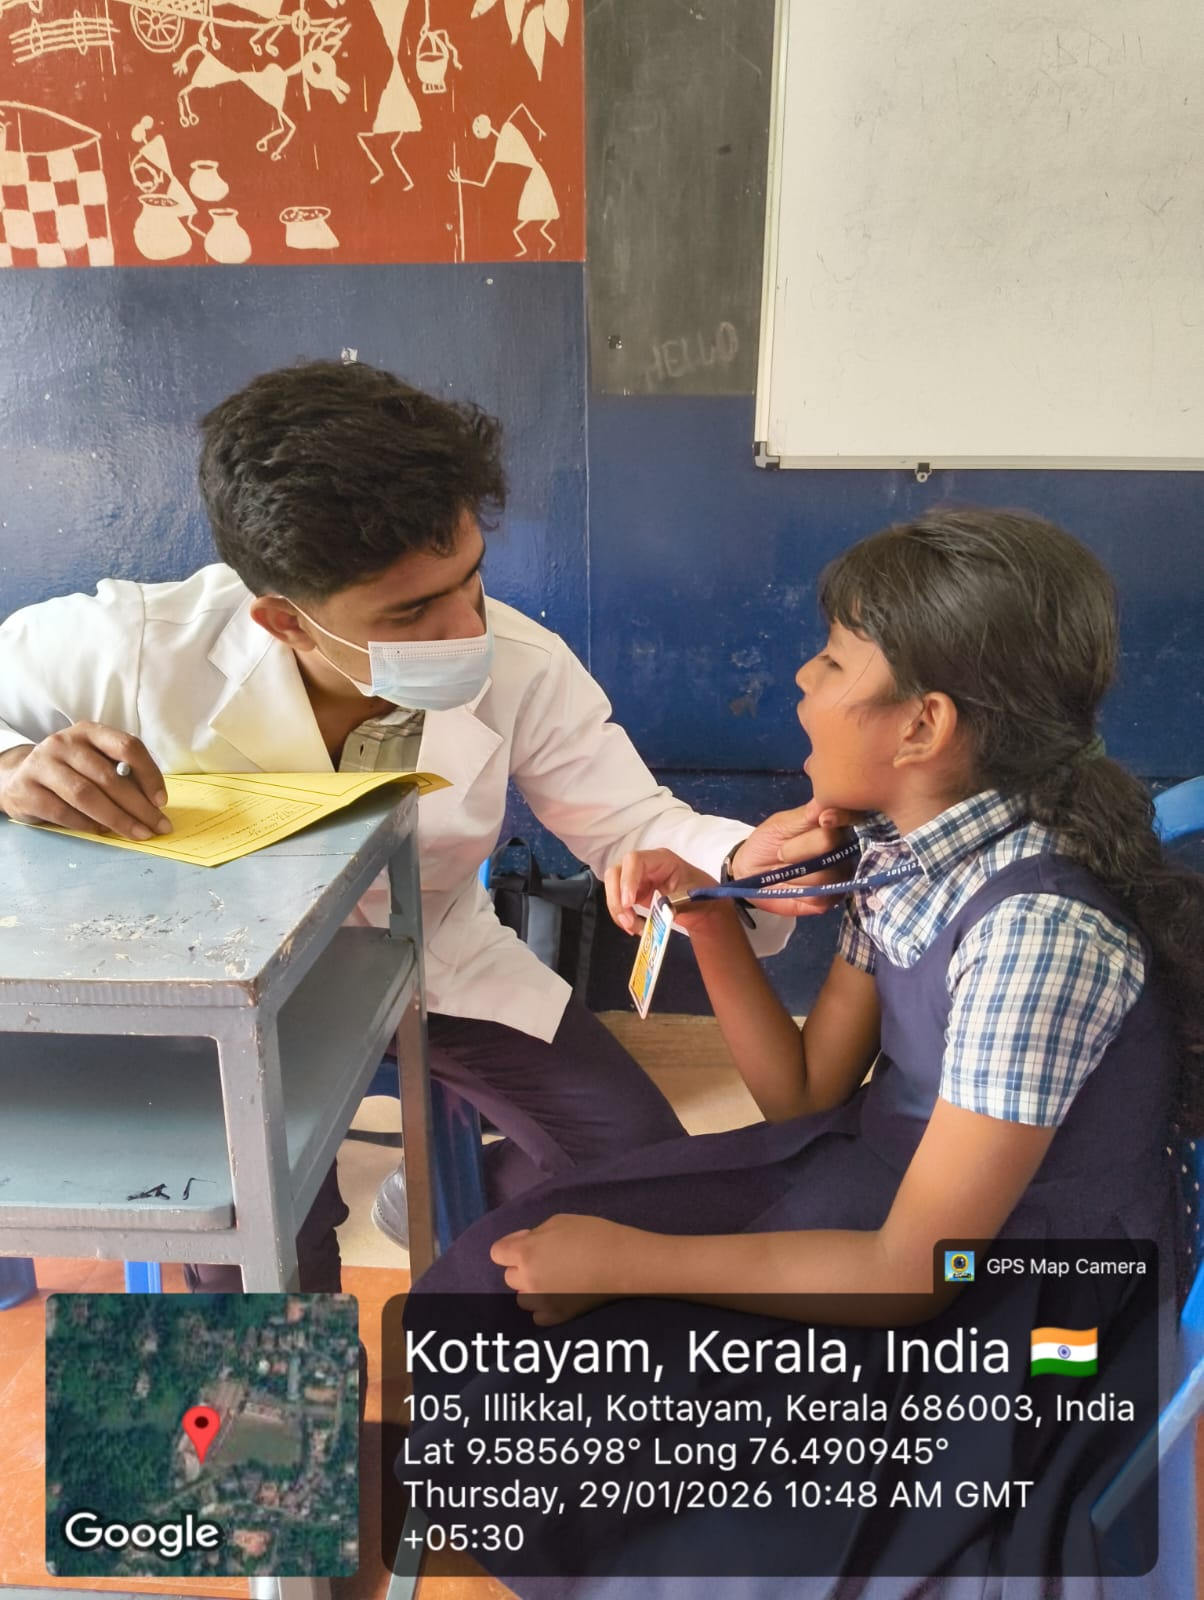 HELLO
Excelsior Excelsior
GPS Map Camera
Kottayam, Kerala, India
105, Illikkal, Kottayam, Kerala 686003, India
Lat 9.585698° Long 76.490945°
Thursday, 29/01/2026 10:48 AM GMT
+05:30
Google